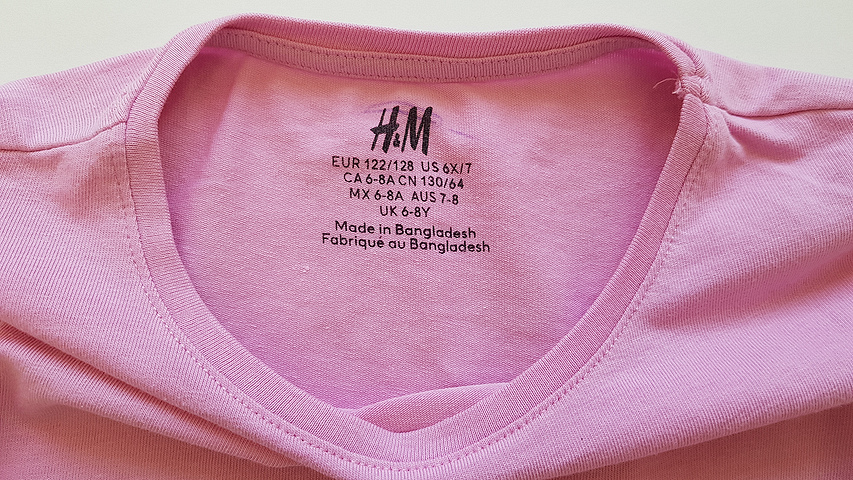 H&M
EUR 122/128 US 6X/7
CA 6-8A CN 130/64
MX 6-8A AUS 7-8
UK 6-8Y
Made in Bangladesh
Fabriqué au Bangladesh